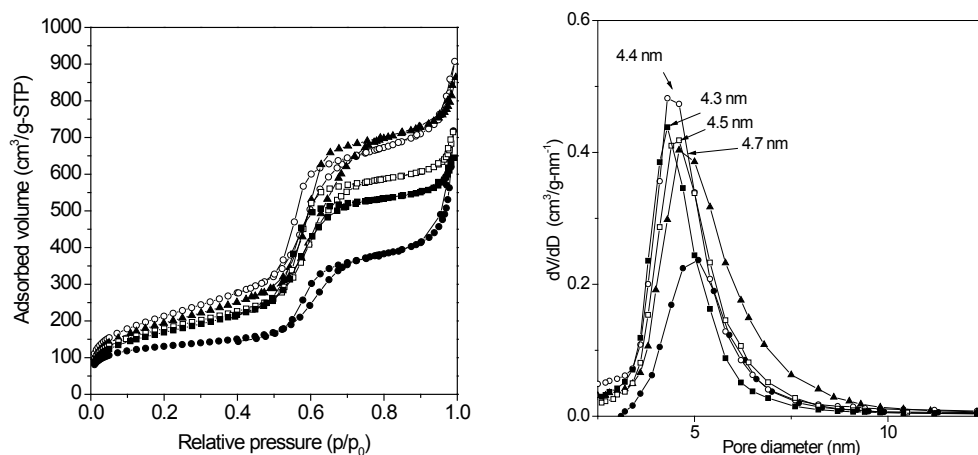 1000
900
800
700
600
500
400
300
200
100
0
0.0 0.2 0.4 0.6 0.8 1.0
Adsorbed volume (cm³/g-STP)
Relative pressure (p/p₀)
0.6
0.4
0.2
0.0
5 10
dV/dD (cm³/g-nm⁻¹)
Pore diameter (nm)
4.4 nm
4.3 nm
4.5 nm
4.7 nm